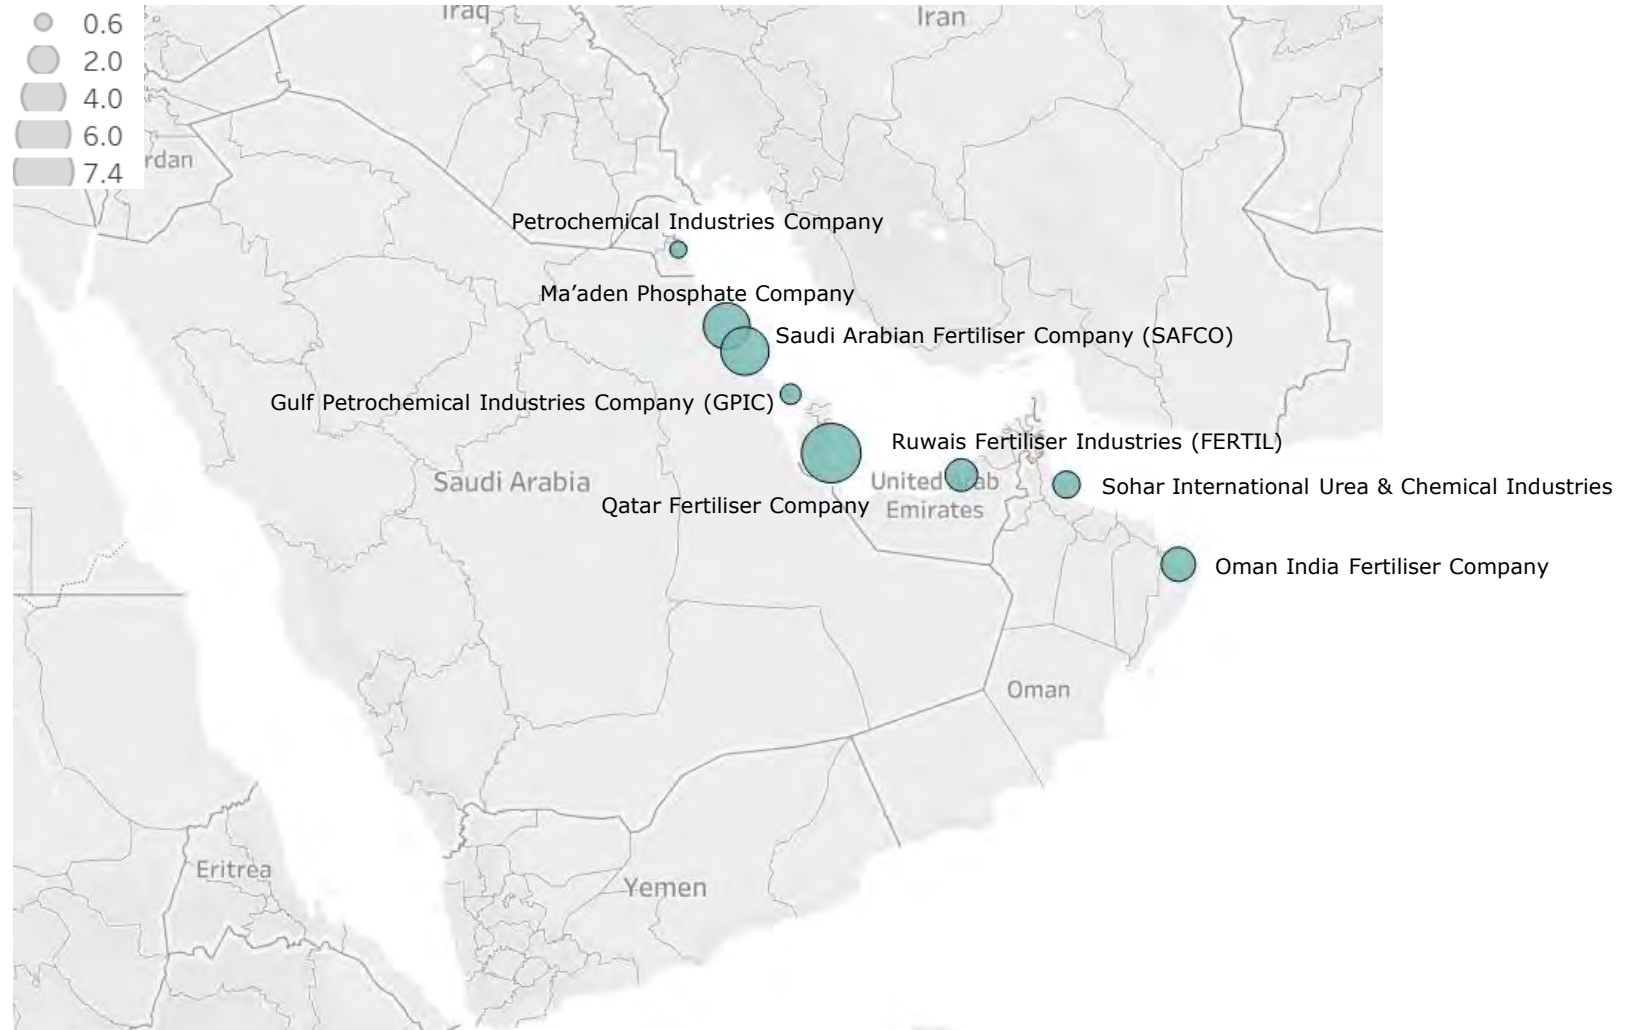 Iraq
Iran
0.6
2.0
4.0
6.0
7.4
rdan
Petrochemical Industries Company
Ma’aden Phosphate Company
Saudi Arabian Fertiliser Company (SAFCO)
Gulf Petrochemical Industries Company (GPIC)
Ruwais Fertiliser Industries (FERTIL)
Saudi Arabia
United Arab
Emirates
Sohar International Urea & Chemical Industries
Qatar Fertiliser Company
Oman India Fertiliser Company
Oman
Eritrea
Yemen